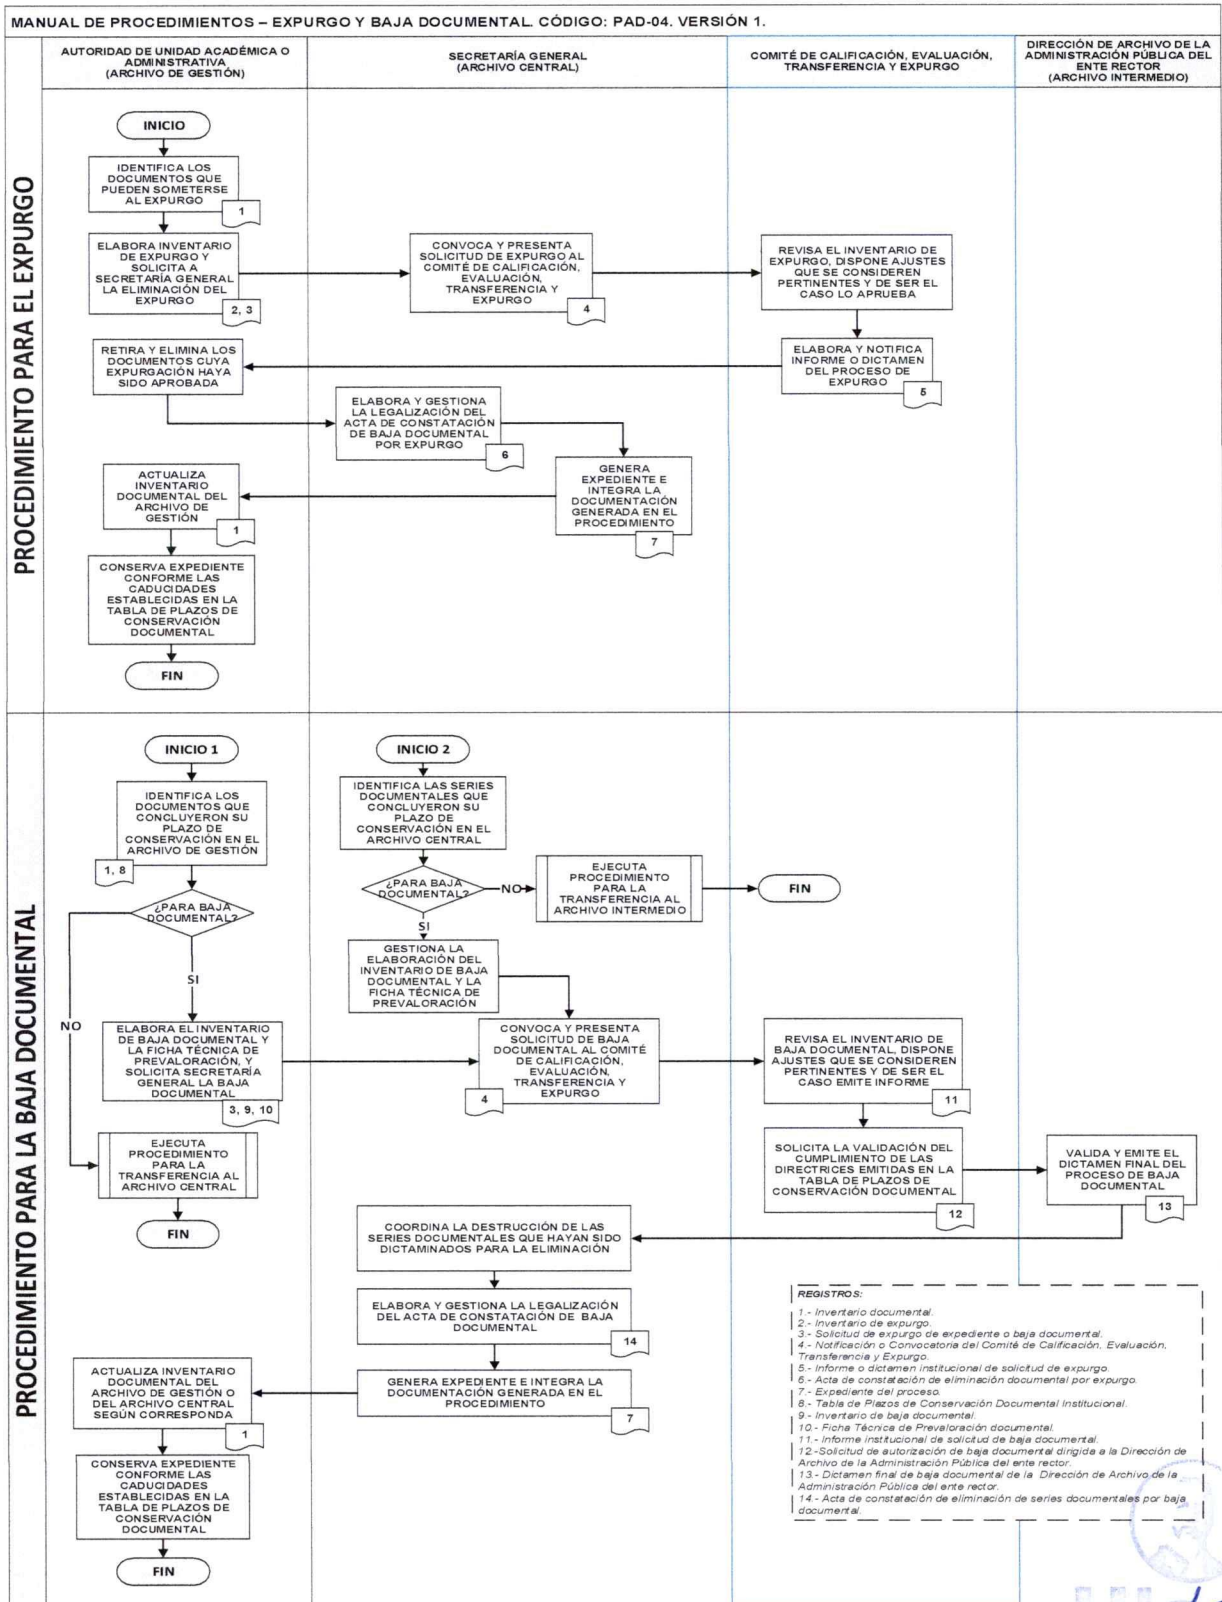 MANUAL DE PROCEDIMIENTOS – EXPURGO Y BAJA DOCUMENTAL. CÓDIGO: PAD-04. VERSIÓN 1.
AUTORIDAD DE UNIDAD ACADÉMICA O
ADMINISTRATIVA
(ARCHIVO DE GESTIÓN)
SECRETARÍA GENERAL
(ARCHIVO CENTRAL)
COMITÉ DE CALIFICACIÓN, EVALUACIÓN,
TRANSFERENCIA Y EXPURGO
DIRECCIÓN DE ARCHIVO DE LA
ADMINISTRACIÓN PÚBLICA DEL
ENTE RECTOR
(ARCHIVO INTERMEDIO)
PROCEDIMIENTO PARA EL EXPURGO
INICIO
IDENTIFICA LOS
DOCUMENTOS QUE
PUEDEN SOMETERSE
AL EXPURGO
1
ELABORA INVENTARIO
DE EXPURGO Y
SOLICITA A
SECRETARÍA GENERAL
LA ELIMINACIÓN DEL
EXPURGO
2, 3
CONVOCA Y PRESENTA
SOLICITUD DE EXPURGO AL
COMITÉ DE CALIFICACIÓN,
EVALUACIÓN,
TRANSFERENCIA Y
EXPURGO
4
REVISA EL INVENTARIO DE
EXPURGO, DISPONE AJUSTES
QUE SE CONSIDEREN
PERTINENTES Y DE SER EL
CASO LO APRUEBA
ELABORA Y NOTIFICA
INFORME O DICTAMEN
DEL PROCESO DE
EXPURGO
5
RETIRA Y ELIMINA LOS
DOCUMENTOS CUYA
EXPURGACIÓN HAYA
SIDO APROBADA
ELABORA Y GESTIONA
LA LEGALIZACIÓN DEL
ACTA DE CONSTATACIÓN
DE BAJA DOCUMENTAL
POR EXPURGO
6
GENERA
EXPEDIENTE E
INTEGRA LA
DOCUMENTACIÓN
GENERADA EN EL
PROCEDIMIENTO
7
ACTUALIZA
INVENTARIO
DOCUMENTAL DEL
ARCHIVO DE
GESTIÓN
1
CONSERVA EXPEDIENTE
CONFORME LAS
CADUCIDADES
ESTABLECIDAS EN LA
TABLA DE PLAZOS DE
CONSERVACIÓN
DOCUMENTAL
FIN
PROCEDIMIENTO PARA LA BAJA DOCUMENTAL
INICIO 1
IDENTIFICA LOS
DOCUMENTOS QUE
CONCLUYERON SU
PLAZO DE
CONSERVACIÓN EN EL
ARCHIVO DE GESTIÓN
1, 8
¿PARA BAJA
DOCUMENTAL?
SI
NO
ELABORA EL INVENTARIO
DE BAJA DOCUMENTAL Y
LA FICHA TÉCNICA DE
PREVALORACIÓN, Y
SOLICITA SECRETARÍA
GENERAL LA BAJA
DOCUMENTAL
3, 9, 10
EJECUTA
PROCEDIMIENTO
PARA LA
TRANSFERENCIA AL
ARCHIVO CENTRAL
FIN
INICIO 2
IDENTIFICA LAS SERIES
DOCUMENTALES QUE
CONCLUYERON SU
PLAZO DE
CONSERVACIÓN EN EL
ARCHIVO CENTRAL
¿PARA BAJA
DOCUMENTAL?
NO
EJECUTA
PROCEDIMIENTO
PARA LA
TRANSFERENCIA AL
ARCHIVO INTERMEDIO
FIN
SI
GESTIONA LA
ELABORACIÓN DEL
INVENTARIO DE BAJA
DOCUMENTAL Y LA
FICHA TÉCNICA DE
PREVALORACIÓN
CONVOCA Y PRESENTA
SOLICITUD DE BAJA
DOCUMENTAL AL COMITÉ
DE CALIFICACIÓN,
EVALUACIÓN,
TRANSFERENCIA Y
EXPURGO
4
REVISA EL INVENTARIO DE
BAJA DOCUMENTAL, DISPONE
AJUSTES QUE SE CONSIDEREN
PERTINENTES Y DE SER EL
CASO EMITE INFORME
11
SOLICITA LA VALIDACIÓN DEL
CUMPLIMIENTO DE LAS
DIRECTRICES EMITIDAS EN LA
TABLA DE PLAZOS DE
CONSERVACIÓN DOCUMENTAL
12
VALIDA Y EMITE EL
DICTAMEN FINAL DEL
PROCESO DE BAJA
DOCUMENTAL
13
COORDINA LA DESTRUCCIÓN DE LAS
SERIES DOCUMENTALES QUE HAYAN SIDO
DICTAMINADOS PARA LA ELIMINACIÓN
ELABORA Y GESTIONA LA LEGALIZACIÓN
DEL ACTA DE CONSTATACIÓN DE BAJA
DOCUMENTAL
14
GENERA EXPEDIENTE E INTEGRA LA
DOCUMENTACIÓN GENERADA EN EL
PROCEDIMIENTO
7
ACTUALIZA INVENTARIO
DOCUMENTAL DEL
ARCHIVO DE GESTIÓN O
DEL ARCHIVO CENTRAL
SEGÚN CORRESPONDA
1
CONSERVA EXPEDIENTE
CONFORME LAS
CADUCIDADES
ESTABLECIDAS EN LA
TABLA DE PLAZOS DE
CONSERVACIÓN
DOCUMENTAL
FIN
REGISTROS:
1.- Inventario documental.
2.- Inventario de expurgo.
3.- Solicitud de expurgo de expediente o baja documental.
4.- Notificación o Convocatoria del Comité de Calificación, Evaluación,
Transferencia y Expurgo.
5.- Informe o dictamen institucional de solicitud de expurgo.
6.- Acta de constatación de eliminación documental por expurgo.
7.- Expediente del proceso.
8.- Tabla de Plazos de Conservación Documental Institucional.
9.- Inventario de baja documental.
10.- Ficha Técnica de Prevaloración documental.
11.- Informe institucional de solicitud de baja documental.
12.-Solicitud de autorización de baja documental dirigida a la Dirección de
Archivo de la Administración Pública del ente rector.
13.- Dictamen final de baja documental de la Dirección de Archivo de la
Administración Pública del ente rector.
14.- Acta de constatación de eliminación de series documentales por baja
documental.